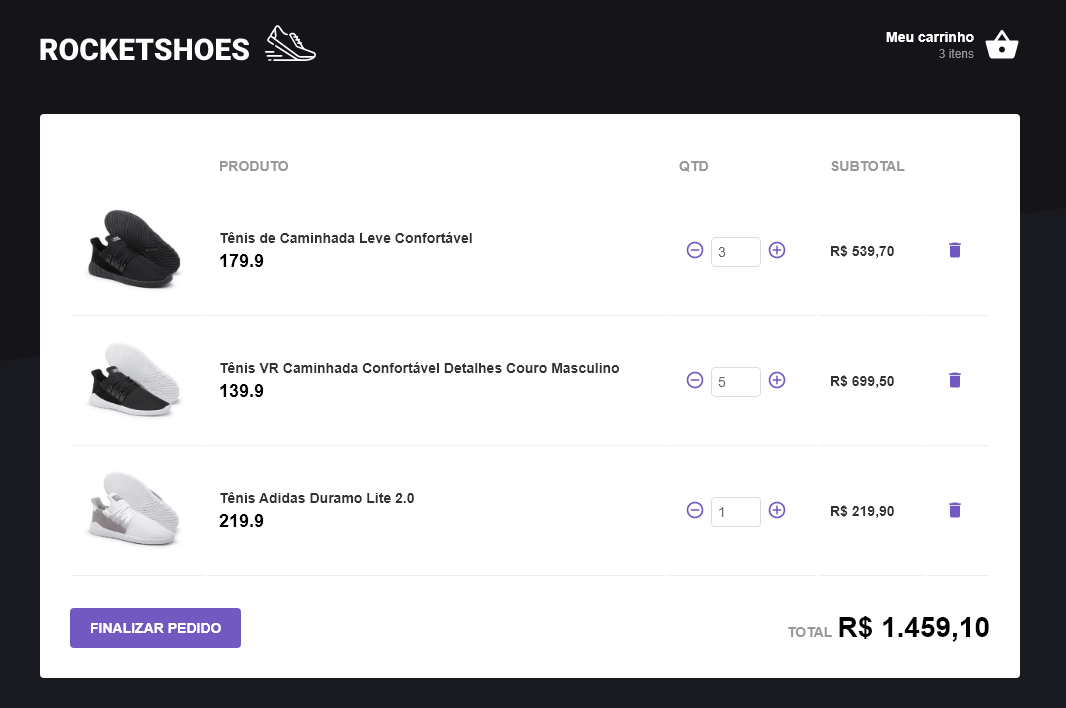 ROCKETSHOES
Meu carrinho
3 itens
PRODUTO QTD SUBTOTAL
Tênis de Caminhada Leve Confortável
179.9
3
R$ 539,70
Tênis VR Caminhada Confortável Detalhes Couro Masculino
139.9
5
R$ 699,50
Tênis Adidas Duramo Lite 2.0
219.9
1
R$ 219,90
FINALIZAR PEDIDO
TOTAL R$ 1.459,10